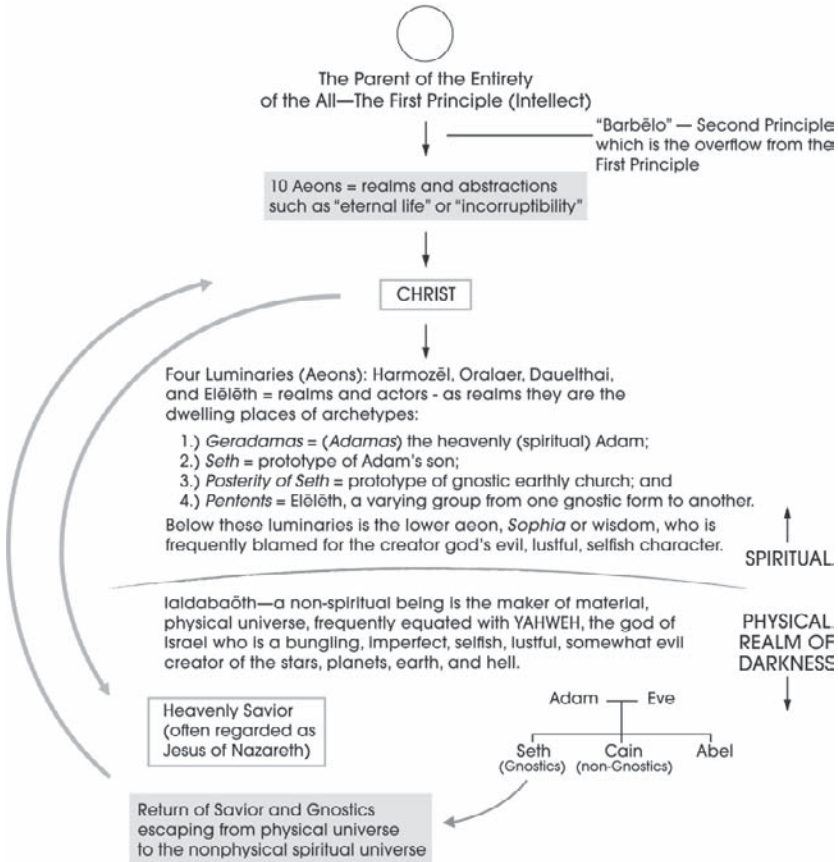 The Parent of the Entirety
of the All—The First Principle (Intellect)
"Barbēlo" — Second Principle
which is the overflow from the
First Principle
10 Aeons = realms and abstractions
such as "eternal life" or "incorruptibility"
CHRIST
Four Luminaries (Aeons): Harmozēl, Oralaer, Dauelthai,
and Elēlēth = realms and actors - as realms they are the
dwelling places of archetypes:
1.) Geradamas = (Adamas) the heavenly (spiritual) Adam;
2.) Seth = prototype of Adam's son;
3.) Posterity of Seth = prototype of gnostic earthly church; and
4.) Pentents = Elēlōth, a varying group from one gnostic form to another.
Below these luminaries is the lower aeon, Sophia or wisdom, who is
frequently blamed for the creator god's evil, lustful, selfish character.
SPIRITUAL
Ialdabaōth—a non-spiritual being is the maker of material,
physical universe, frequently equated with YAHWEH, the god of
Israel who is a bungling, imperfect, selfish, lustful, somewhat evil
creator of the stars, planets, earth, and hell.
PHYSICAL
REALM OF
DARKNESS
Heavenly Savior
(often regarded as
Jesus of Nazareth)
Adam Eve
Seth Cain Abel
(Gnostics) (non-Gnostics)
Return of Savior and Gnostics
escaping from physical universe
to the nonphysical spiritual universe